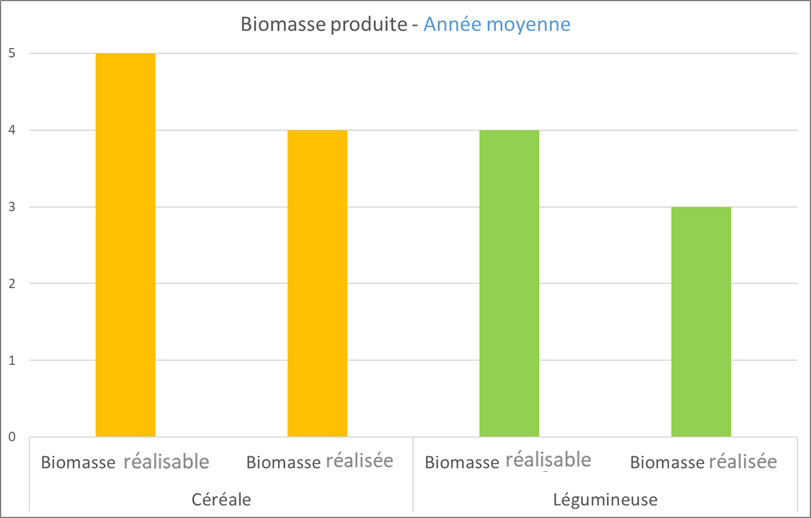 Biomasse produite - Année moyenne
5
4
3
2
1
0
Biomasse réalisable Biomasse réalisée Biomasse réalisable Biomasse réalisée
Céréale Légumineuse